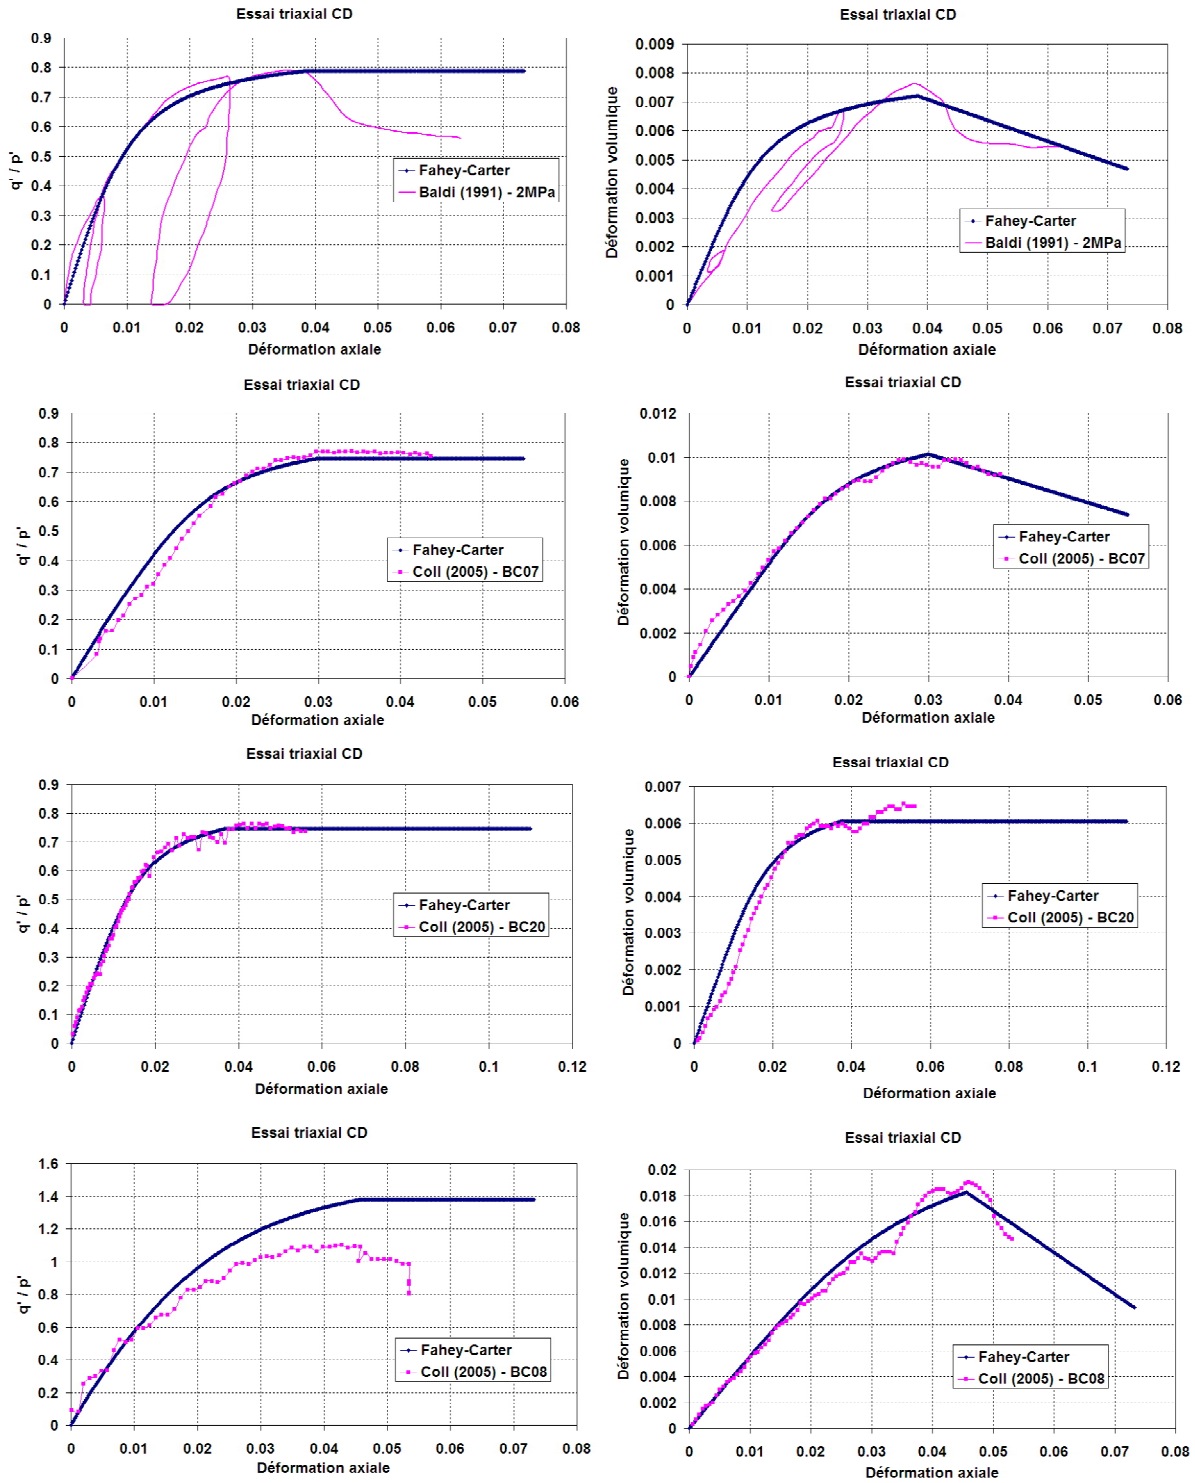 Essai triaxial CD
0.9
0.8
0.7
0.6
0.5
0.4
0.3
0.2
0.1
0
q' / p'
0 0.01 0.02 0.03 0.04 0.05 0.06 0.07 0.08
Déformation axiale
Fahey-Carter
Baldi (1991) - 2MPa
Essai triaxial CD
0.009
0.008
0.007
0.006
0.005
0.004
0.003
0.002
0.001
0
Déformation volumique
0 0.01 0.02 0.03 0.04 0.05 0.06 0.07 0.08
Déformation axiale
Fahey-Carter
Baldi (1991) - 2MPa
Essai triaxial CD
0.9
0.8
0.7
0.6
0.5
0.4
0.3
0.2
0.1
0
q' / p'
0 0.01 0.02 0.03 0.04 0.05 0.06
Déformation axiale
Fahey-Carter
Coll (2005) - BC07
Essai triaxial CD
0.012
0.01
0.008
0.006
0.004
0.002
0
Déformation volumique
0 0.01 0.02 0.03 0.04 0.05 0.06
Déformation axiale
Fahey-Carter
Coll (2005) - BC07
Essai triaxial CD
0.9
0.8
0.7
0.6
0.5
0.4
0.3
0.2
0.1
0
q' / p'
0 0.02 0.04 0.06 0.08 0.1 0.12
Déformation axiale
Fahey-Carter
Coll (2005) - BC20
Essai triaxial CD
0.007
0.006
0.005
0.004
0.003
0.002
0.001
0
Déformation volumique
0 0.02 0.04 0.06 0.08 0.1 0.12
Déformation axiale
Fahey-Carter
Coll (2005) - BC20
Essai triaxial CD
1.6
1.4
1.2
1
0.8
0.6
0.4
0.2
0
q' / p'
0 0.01 0.02 0.03 0.04 0.05 0.06 0.07 0.08
Déformation axiale
Fahey-Carter
Coll (2005) - BC08
Essai triaxial CD
0.02
0.018
0.016
0.014
0.012
0.01
0.008
0.006
0.004
0.002
0
Déformation volumique
0 0.01 0.02 0.03 0.04 0.05 0.06 0.07 0.08
Déformation axiale
Fahey-Carter
Coll (2005) - BC08